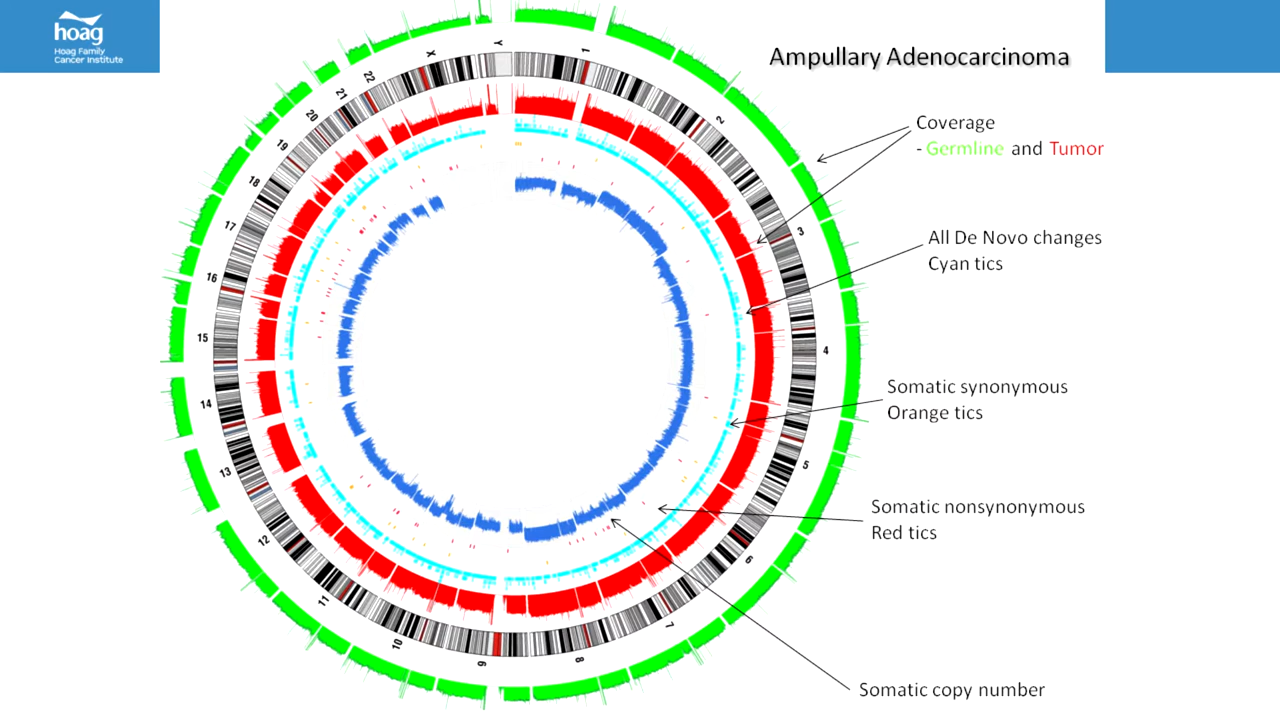 hoag
Hoag Family
Cancer Institute
Ampullary Adenocarcinoma
Coverage
- Germline and Tumor
All De Novo changes
Cyan tics
Somatic synonymous
Orange tics
Somatic nonsynonymous
Red tics
Somatic copy number
1
2
3
4
5
6
7
8
9
10
11
12
13
14
15
16
17
18
19
20
21
22
X
Y